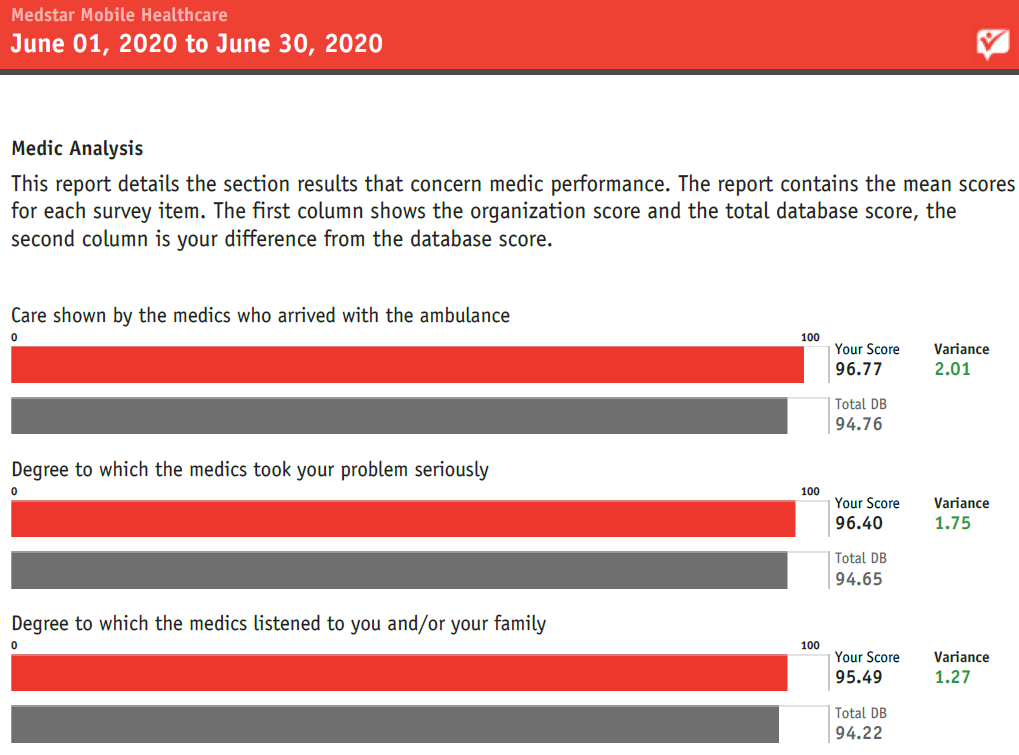 Medstar Mobile Healthcare
June 01, 2020 to June 30, 2020
Medic Analysis
This report details the section results that concern medic performance. The report contains the mean scores
for each survey item. The first column shows the organization score and the total database score, the
second column is your difference from the database score.
Care shown by the medics who arrived with the ambulance
0 100
Your Score Variance
96.77 2.01
Total DB
94.76
Degree to which the medics took your problem seriously
0 100
Your Score Variance
96.40 1.75
Total DB
94.65
Degree to which the medics listened to you and/or your family
0 100
Your Score Variance
95.49 1.27
Total DB
94.22